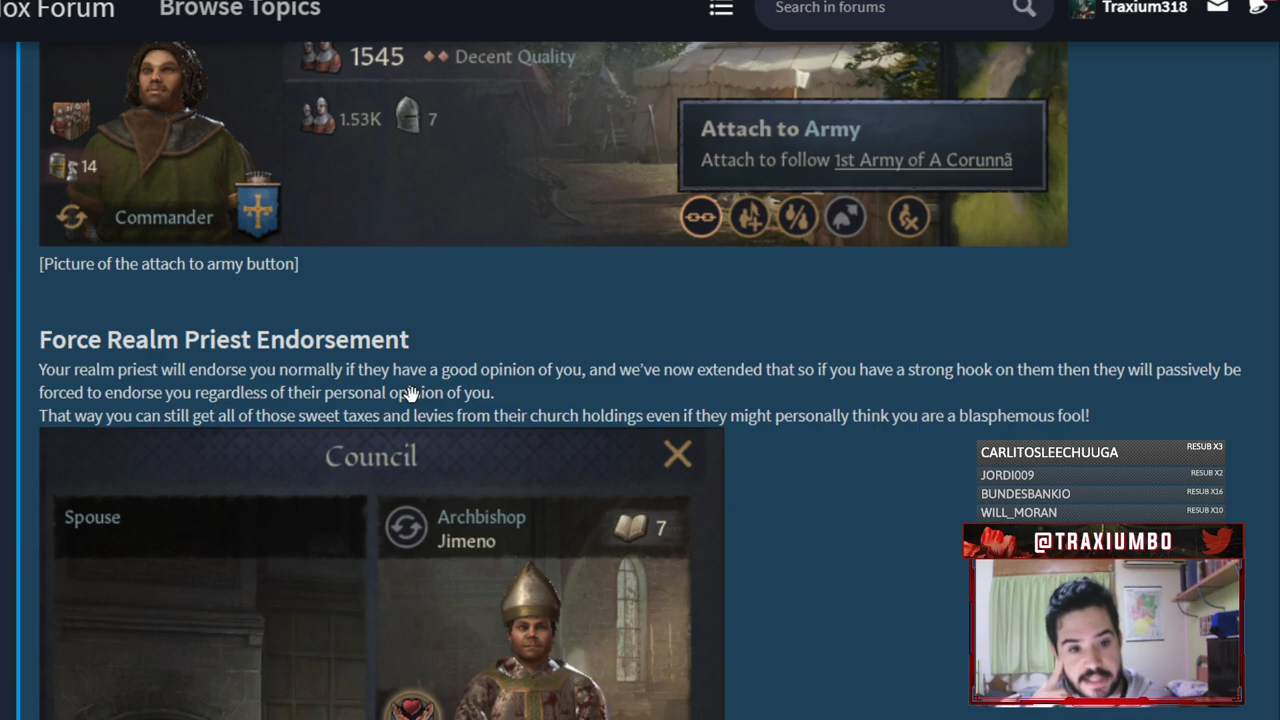 ox Forum
Browse Topics
Search in forums
Traxium318
1545
Decent Quality
1.53K
7
14
Commander
Attach to Army
Attach to follow 1st Army of A Corunnã
[Picture of the attach to army button]
Force Realm Priest Endorsement
Your realm priest will endorse you normally if they have a good opinion of you, and we've now extended that so if you have a strong hook on them then they will passively be
forced to endorse you regardless of their personal opinion of you.
That way you can still get all of those sweet taxes and levies from their church holdings even if they might personally think you are a blasphemous fool!
Council
Spouse
Archbishop
Jimeno
7
CARLITOSLEECHUUGA RESUB X3
JORDI009 RESUB X2
BUNDESBANKIO RESUB X16
WILL_MORAN RESUB X10
@TRAXIUMBO